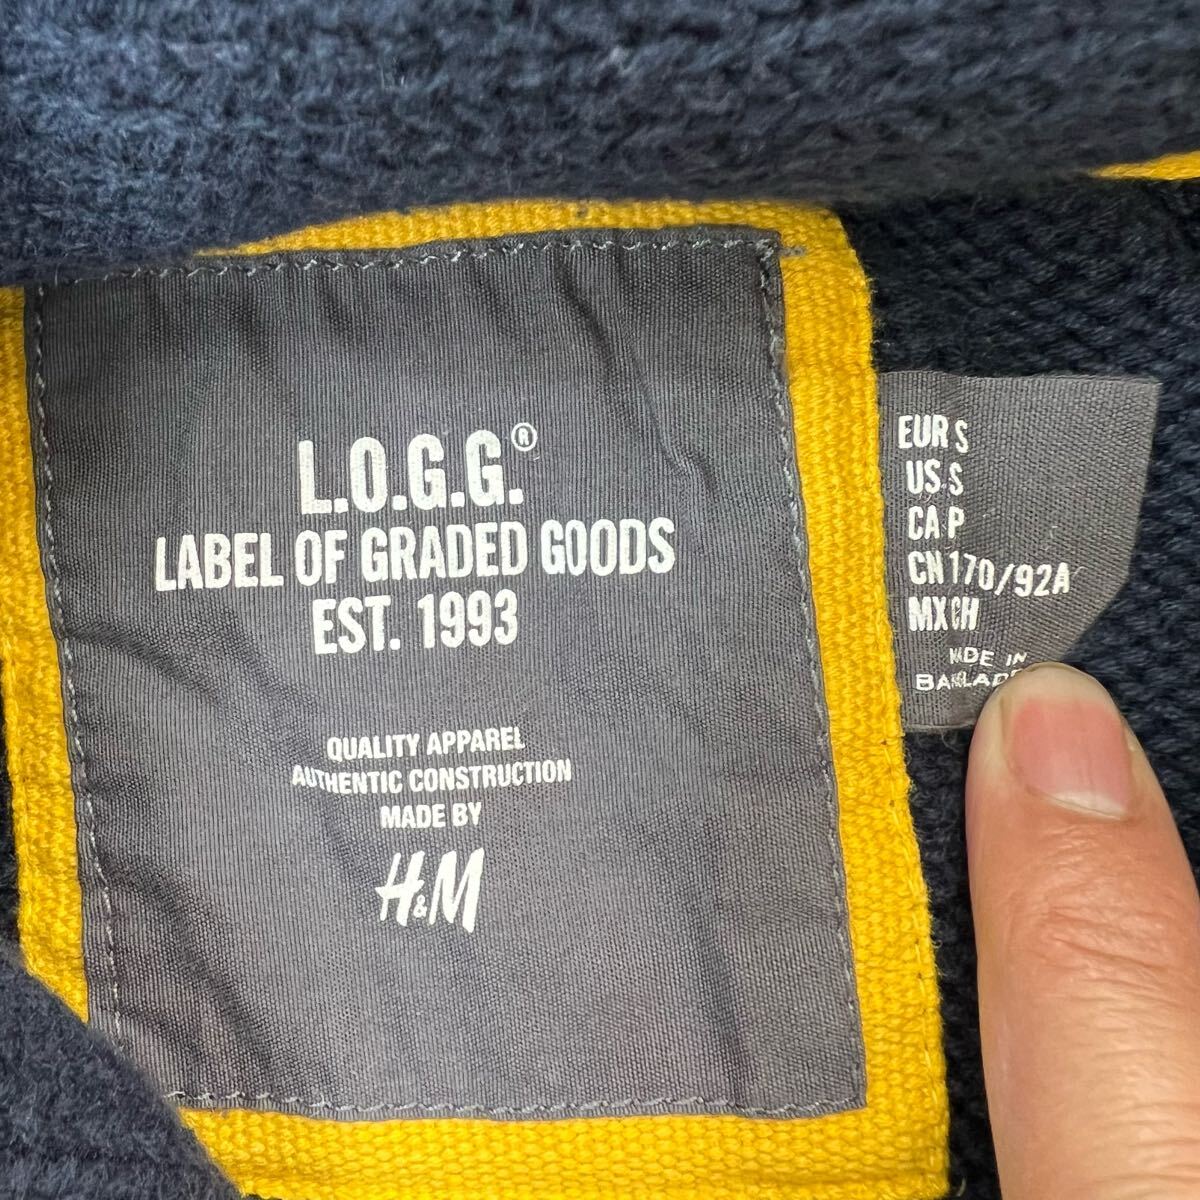 L.O.G.G.®
LABEL OF GRADED GOODS
EST. 1993
QUALITY APPAREL
AUTHENTIC CONSTRUCTION
MADE BY
H&M
EUR S
US S
CA P
CN 170/92A
MX CH
MADE IN